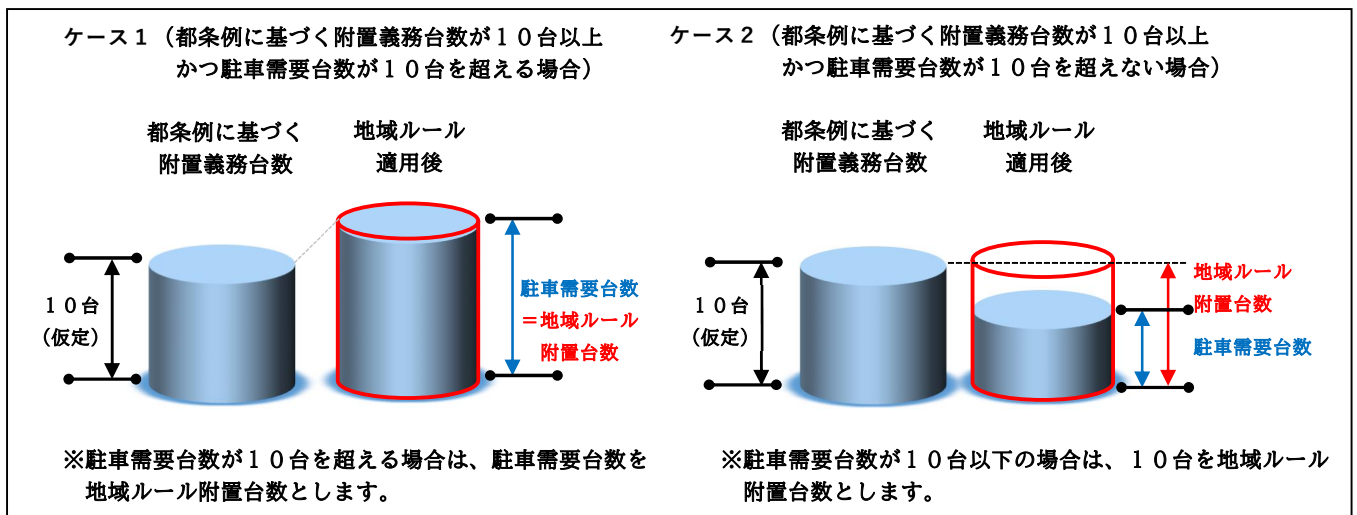 ケース１（都条例に基づく附置義務台数が１０台以上
かつ駐車需要台数が１０台を超える場合）
都条例に基づく
附置義務台数
地域ルール
適用後
１０台
（仮定）
駐車需要台数
＝地域ルール
附置台数
※駐車需要台数が１０台を超える場合は、駐車需要台数を
地域ルール附置台数とします。
ケース２（都条例に基づく附置義務台数が１０台以上
かつ駐車需要台数が１０台を超えない場合）
都条例に基づく
附置義務台数
地域ルール
適用後
１０台
（仮定）
地域ルール
附置台数
駐車需要台数
※駐車需要台数が１０台以下の場合は、１０台を地域ルール
附置台数とします。